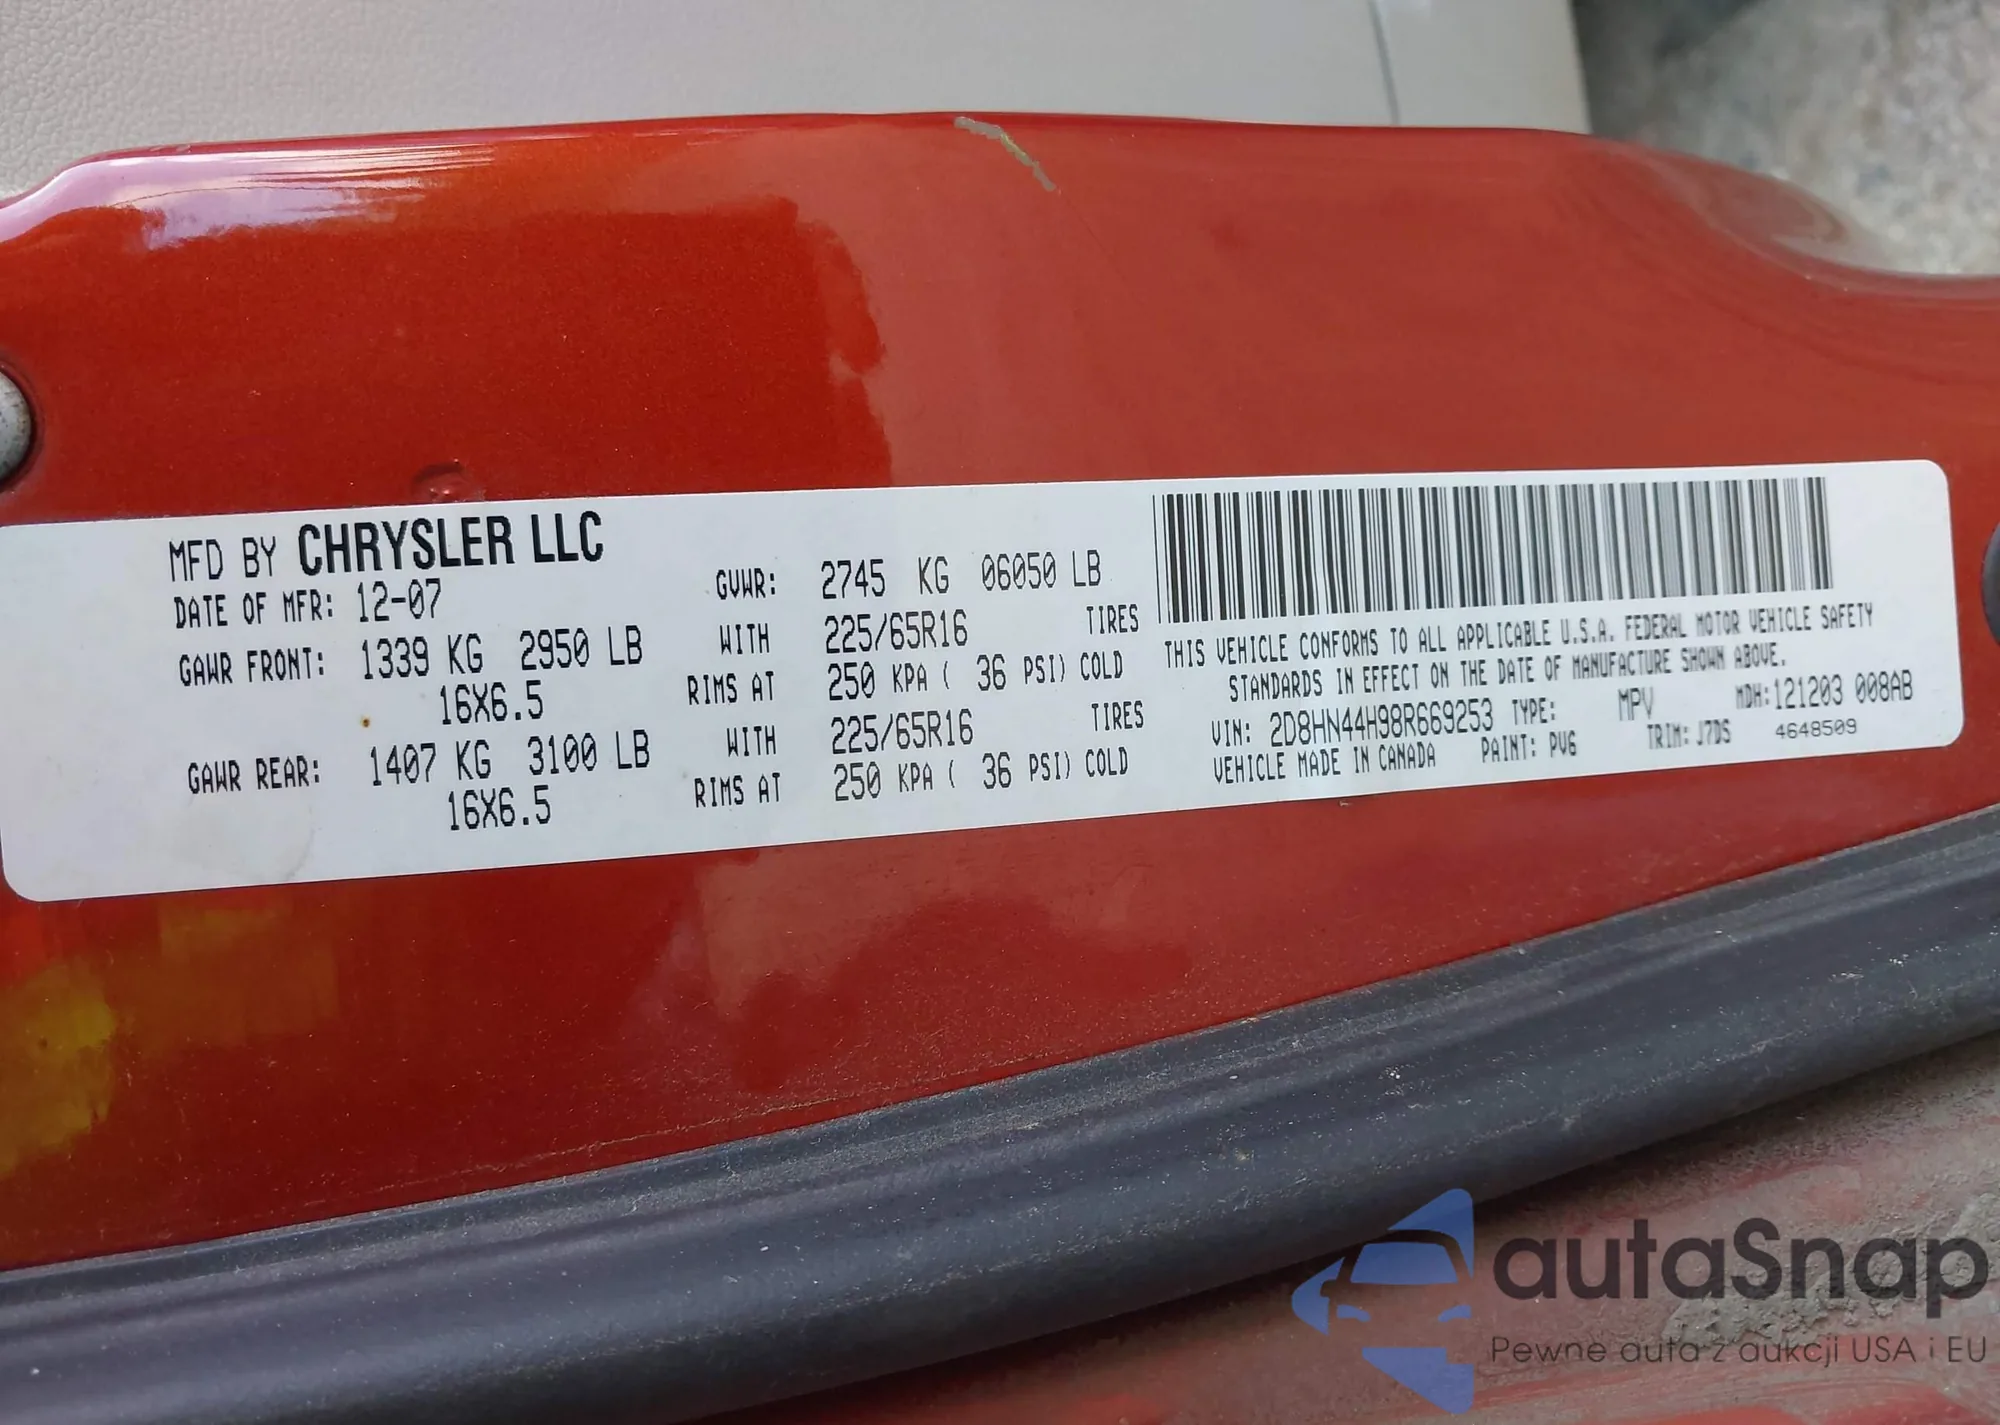 MFD BY CHRYSLER LLC
DATE OF MFR: 12-07 GVWR: 2745 KG 06050 LB
GAWR FRONT: 1339 KG 2950 LB WITH 225/65R16 TIRES
16X6.5 RIMS AT 250 KPA ( 36 PSI) COLD
GAWR REAR: 1407 KG 3100 LB WITH 225/65R16 TIRES
16X6.5 RIMS AT 250 KPA ( 36 PSI) COLD
THIS VEHICLE CONFORMS TO ALL APPLICABLE U.S.A. FEDERAL MOTOR VEHICLE SAFETY
STANDARDS IN EFFECT ON THE DATE OF MANUFACTURE SHOWN ABOVE.
VIN: 2D8HN44H98R669253 TYPE: MPV MDH:121203 008AB
VEHICLE MADE IN CANADA PAINT: PV6 TRIM: J7D5 4648509
autaSnap
Pewne auta z aukcji USA i EU